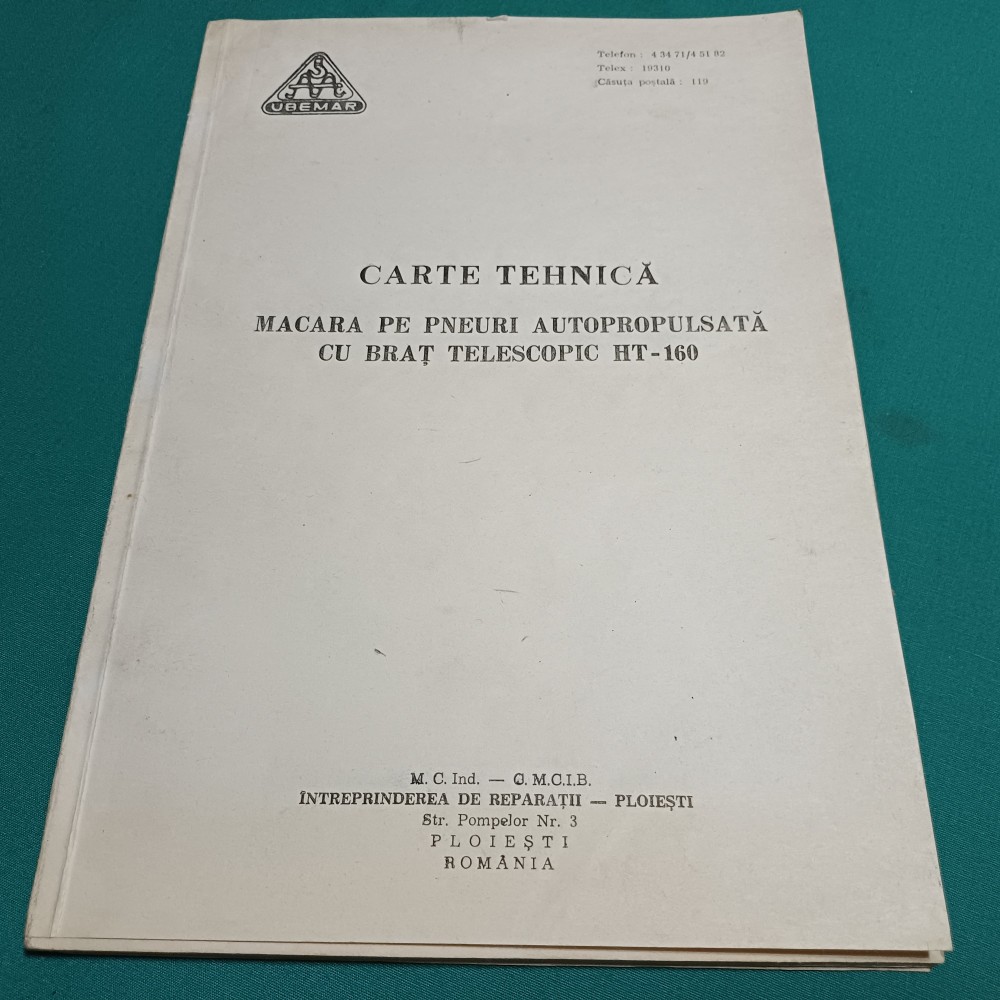 UBEMAR
Telefon : 4 34 71/4 51 82
Telex : 19310
Căsuța poștală : 119
CARTE TEHNICĂ
MACARA PE PNEURI AUTOPROPULSATĂ
CU BRAȚ TELESCOPIC HT-160
M. C. Ind. — C. M.C.I.B.
ÎNTREPRINDEREA DE REPARAȚII — PLOIEȘTI
Str. Pompelor Nr. 3
PLOIEȘTI
ROMÂNIA